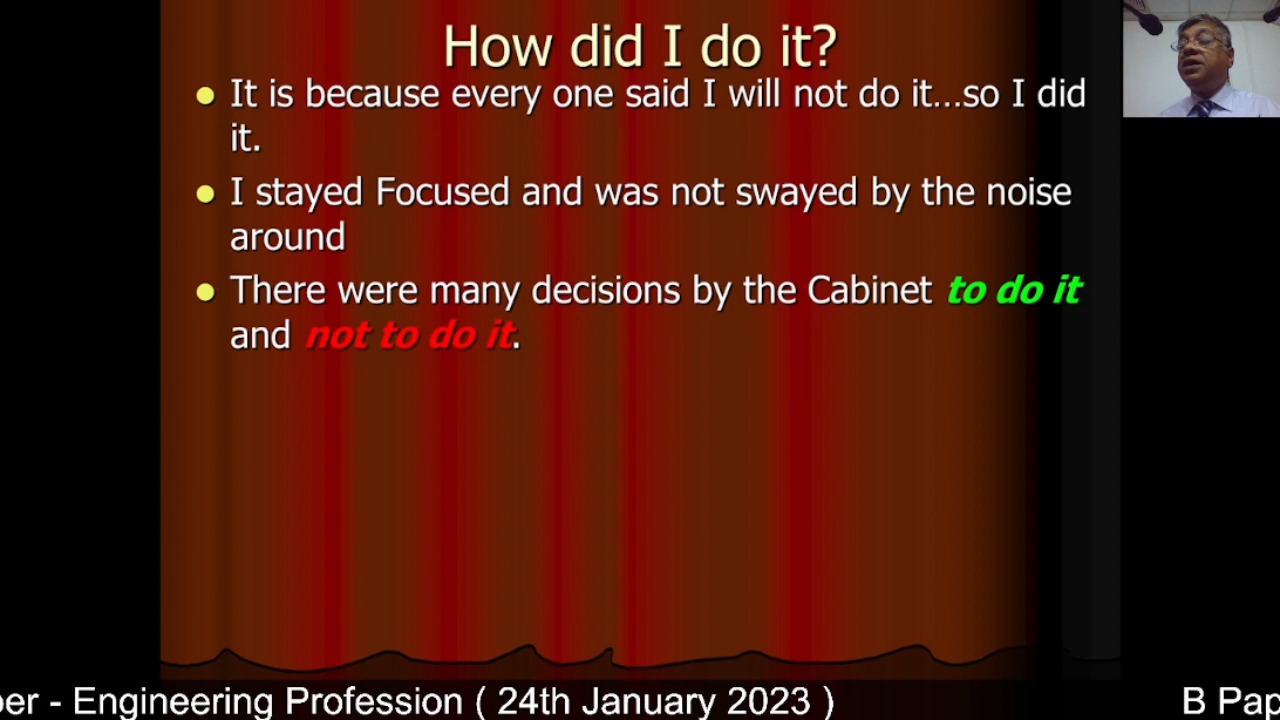 How did I do it?
It is because every one said I will not do it...so I did
it.
I stayed Focused and was not swayed by the noise
around
There were many decisions by the Cabinet to do it
and not to do it.
- Engineering Profession ( 24th January 2023 ) B